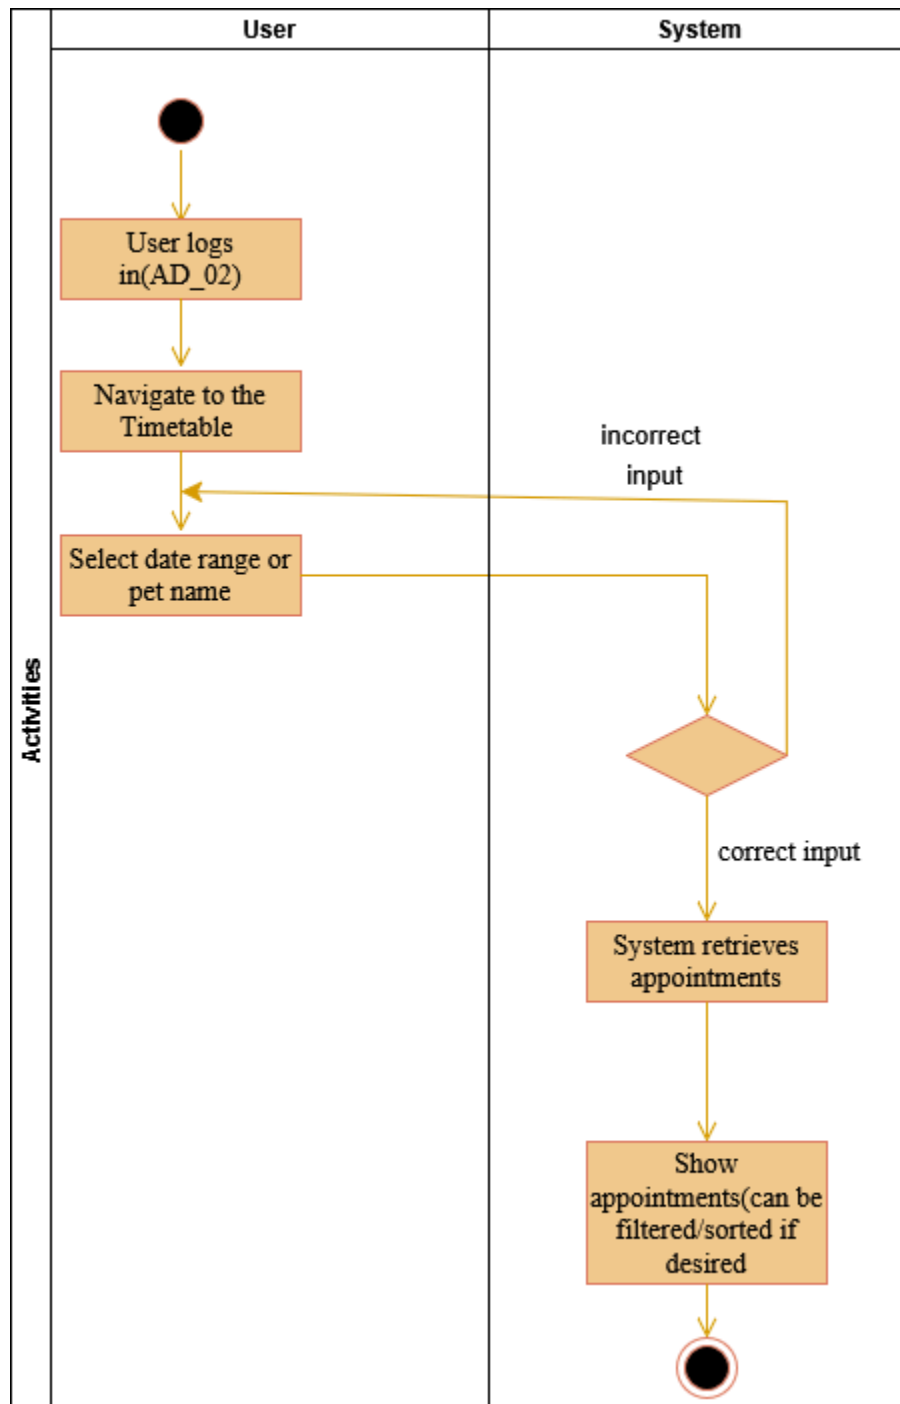 User
System
Activities
User logs
in(AD_02)
Navigate to the
Timetable
incorrect
input
Select date range or
pet name
correct input
System retrieves
appointments
Show
appointments(can be
filtered/sorted if
desired